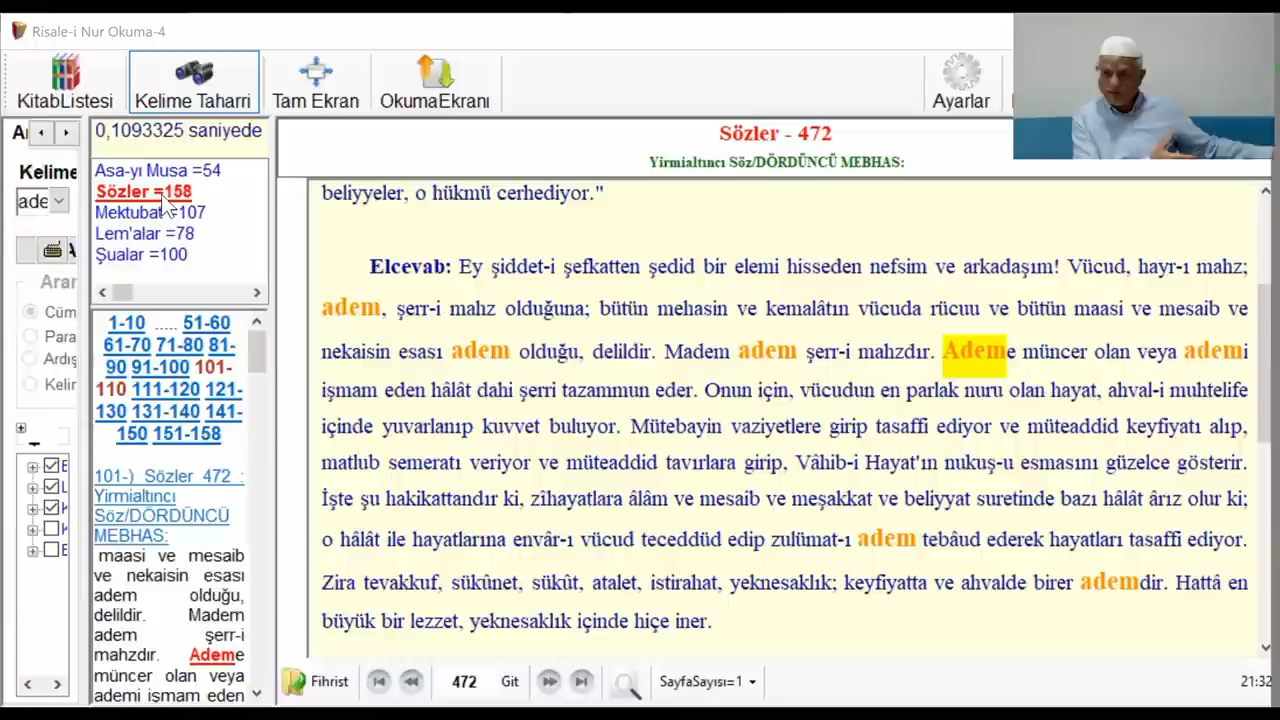 Risale-i Nur Okuma-4
KitabListesi
Kelime Taharri
Tam Ekran
OkumaEkranı
Ayarlar
0,1093325 saniyede
Kelime
ade
Asa-yı Musa =54
Sözler =158
Mektubat =107
Lem'alar =78
Şualar =100
Arar
Cüm
Para
Ardış
Kelin
1-10 ..... 51-60
61-70 71-80 81-
90 91-100 101-
110 111-120 121-
130 131-140 141-
150 151-158
101-) Sözler 472 :
Yirmialtıncı
Söz/DÖRDÜNCÜ
MEBHAS:
maasi ve mesaib
ve nekaisin esası
adem olduğu,
delildir. Madem
adem şerr-i
mahzdır. Ademe
müncer olan veya
ademi işmam eden
Sözler - 472
Yirmialtıncı Söz/DÖRDÜNCÜ MEBHAS:
beliyyeler, o hükmü cerhediyor."
Elcevab: Ey şiddet-i şefkatten şedid bir elemi hisseden nefsim ve arkadaşım! Vücud, hayr-ı mahz;
adem, şerr-i mahz olduğuna; bütün mehasin ve kemalâtın vücuda rücuu ve bütün maasi ve mesaib ve
nekaisin esası adem olduğu, delildir. Madem adem şerr-i mahzdır. Ademe müncer olan veya ademi
işmam eden hâlât dahi şerri tazammun eder. Onun için, vücudun en parlak nuru olan hayat, ahval-i muhtelife
içinde yuvarlanıp kuvvet buluyor. Mütebayin vaziyetlere girip tasaffi ediyor ve müteaddid keyfiyatı alıp,
matlub semeratı veriyor ve müteaddid tavırlara girip, Vâhib-i Hayat'ın nukuş-u esmasını güzelce gösterir.
İşte şu hakikattandır ki, zîhayatlara âlâm ve mesaib ve meşakkat ve beliyyat suretinde bazı hâlât ârız olur ki;
o hâlât ile hayatlarına envâr-ı vücud teceddüd edip zulümat-ı adem tebâud ederek hayatları tasaffi ediyor.
Zira tevakkuf, sükûnet, sükût, atalet, istirahat, yeknesaklık; keyfiyatta ve ahvalde birer ademdir. Hattâ en
büyük bir lezzet, yeknesaklık içinde hiçe iner.
Fihrist
472
Git
SayfaSayısı=1
21:32